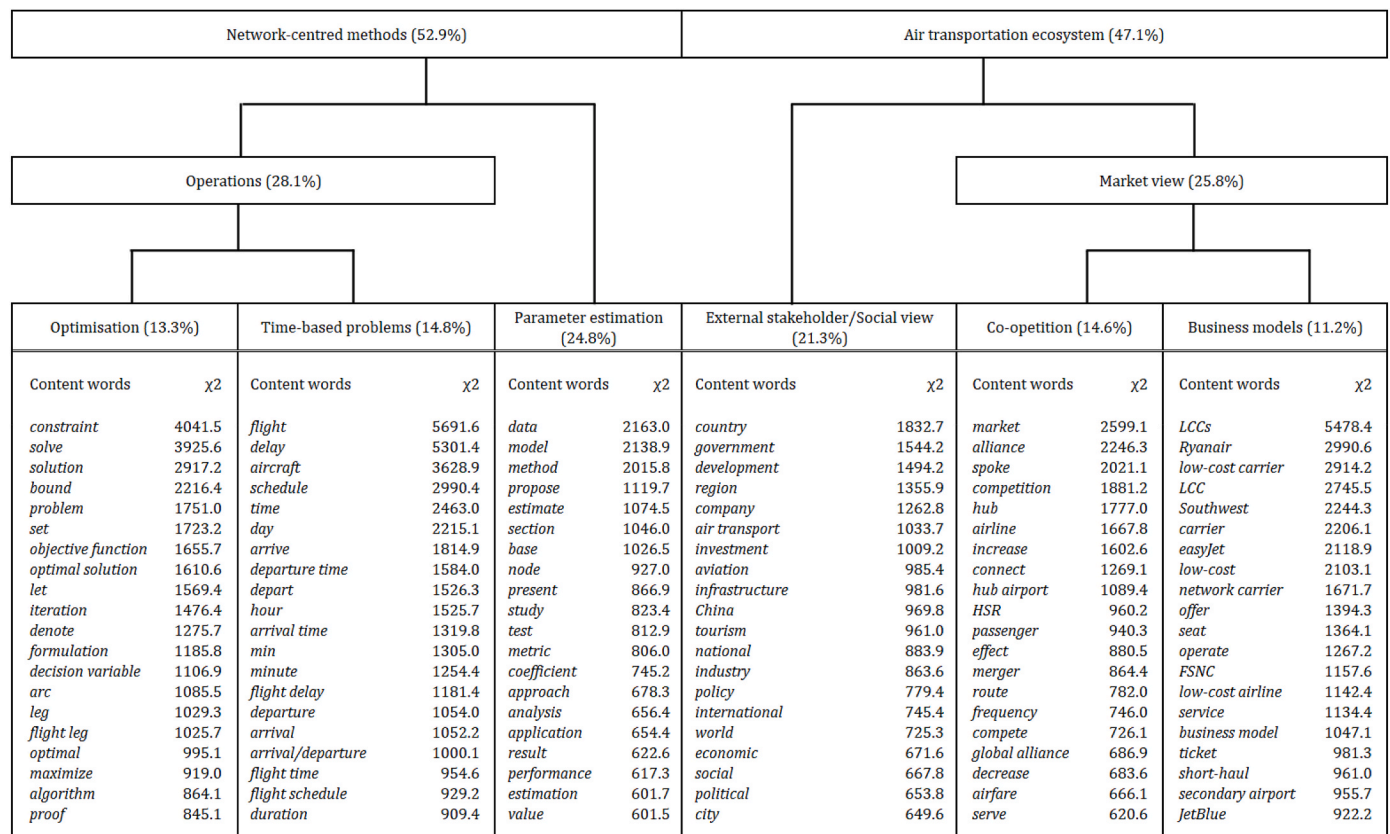 Network-centred methods (52.9%) Air transportation ecosystem (47.1%)
Operations (28.1%) Market view (25.8%)
Optimisation (13.3%) Time-based problems (14.8%) Parameter estimation (24.8%) External stakeholder/Social view (21.3%) Co-opetition (14.6%) Business models (11.2%)
Content words χ2 Content words χ2 Content words χ2 Content words χ2 Content words χ2 Content words χ2
constraint 4041.5 flight 5691.6 data 2163.0 country 1832.7 market 2599.1 LCCs 5478.4
solve 3925.6 delay 5301.4 model 2138.9 government 1544.2 alliance 2246.3 Ryanair 2990.6
solution 2917.2 aircraft 3628.9 method 2015.8 development 1494.2 spoke 2021.1 low-cost carrier 2914.2
bound 2216.4 schedule 2990.4 propose 1119.7 region 1355.9 competition 1881.2 LCC 2745.5
problem 1751.0 time 2463.0 estimate 1074.5 company 1262.8 hub 1777.0 Southwest 2244.3
set 1723.2 day 2215.1 section 1046.0 air transport 1033.7 airline 1667.8 carrier 2206.1
objective function 1655.7 arrive 1814.9 base 1026.5 investment 1009.2 increase 1602.6 easyJet 2118.9
optimal solution 1610.6 departure time 1584.0 node 927.0 aviation 985.4 connect 1269.1 low-cost 2103.1
let 1569.4 depart 1526.3 present 866.9 infrastructure 981.6 hub airport 1089.4 network carrier 1671.7
iteration 1476.4 hour 1525.7 study 823.4 China 969.8 HSR 960.2 offer 1394.3
denote 1275.7 arrival time 1319.8 test 812.9 tourism 961.0 passenger 940.3 seat 1364.1
formulation 1185.8 min 1305.0 metric 806.0 national 883.9 effect 880.5 operate 1267.2
decision variable 1106.9 minute 1254.4 coefficient 745.2 industry 863.6 merger 864.4 FSNC 1157.6
arc 1085.5 flight delay 1181.4 approach 678.3 policy 779.4 route 782.0 low-cost airline 1142.4
leg 1029.3 departure 1054.0 analysis 656.4 international 745.4 frequency 746.0 service 1134.4
flight leg 1025.7 arrival 1052.2 application 654.4 world 725.3 compete 726.1 business model 1047.1
optimal 995.1 arrival/departure 1000.1 result 622.6 economic 671.6 global alliance 686.9 ticket 981.3
maximize 919.0 flight time 954.6 performance 617.3 social 667.8 decrease 683.6 short-haul 961.0
algorithm 864.1 flight schedule 929.2 estimation 601.7 political 653.8 airfare 666.1 secondary airport 955.7
proof 845.1 duration 909.4 value 601.5 city 649.6 serve 620.6 JetBlue 922.2